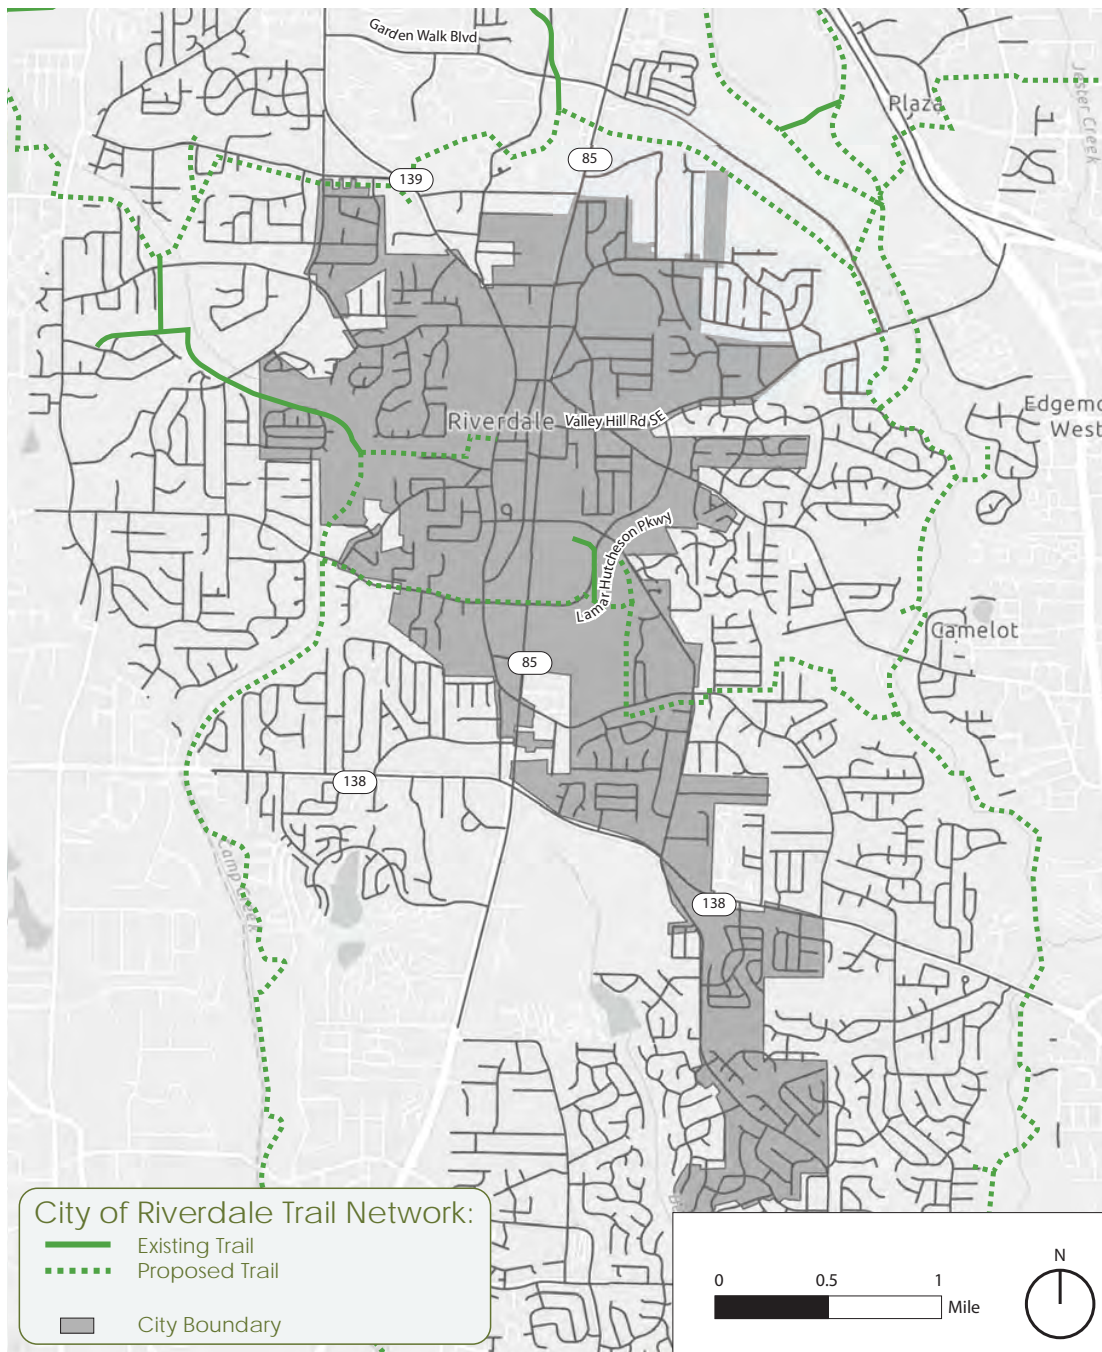 Garden Walk Blvd
Plaza
Jester Creek
85
139
Edgemo
West
Riverdale
Valley Hill Rd SE
Lamar Hutcheson Pkwy
Camelot
85
138
Camp Creek
138
City of Riverdale Trail Network:
Existing Trail
Proposed Trail
City Boundary
0 0.5 1
Mile
N